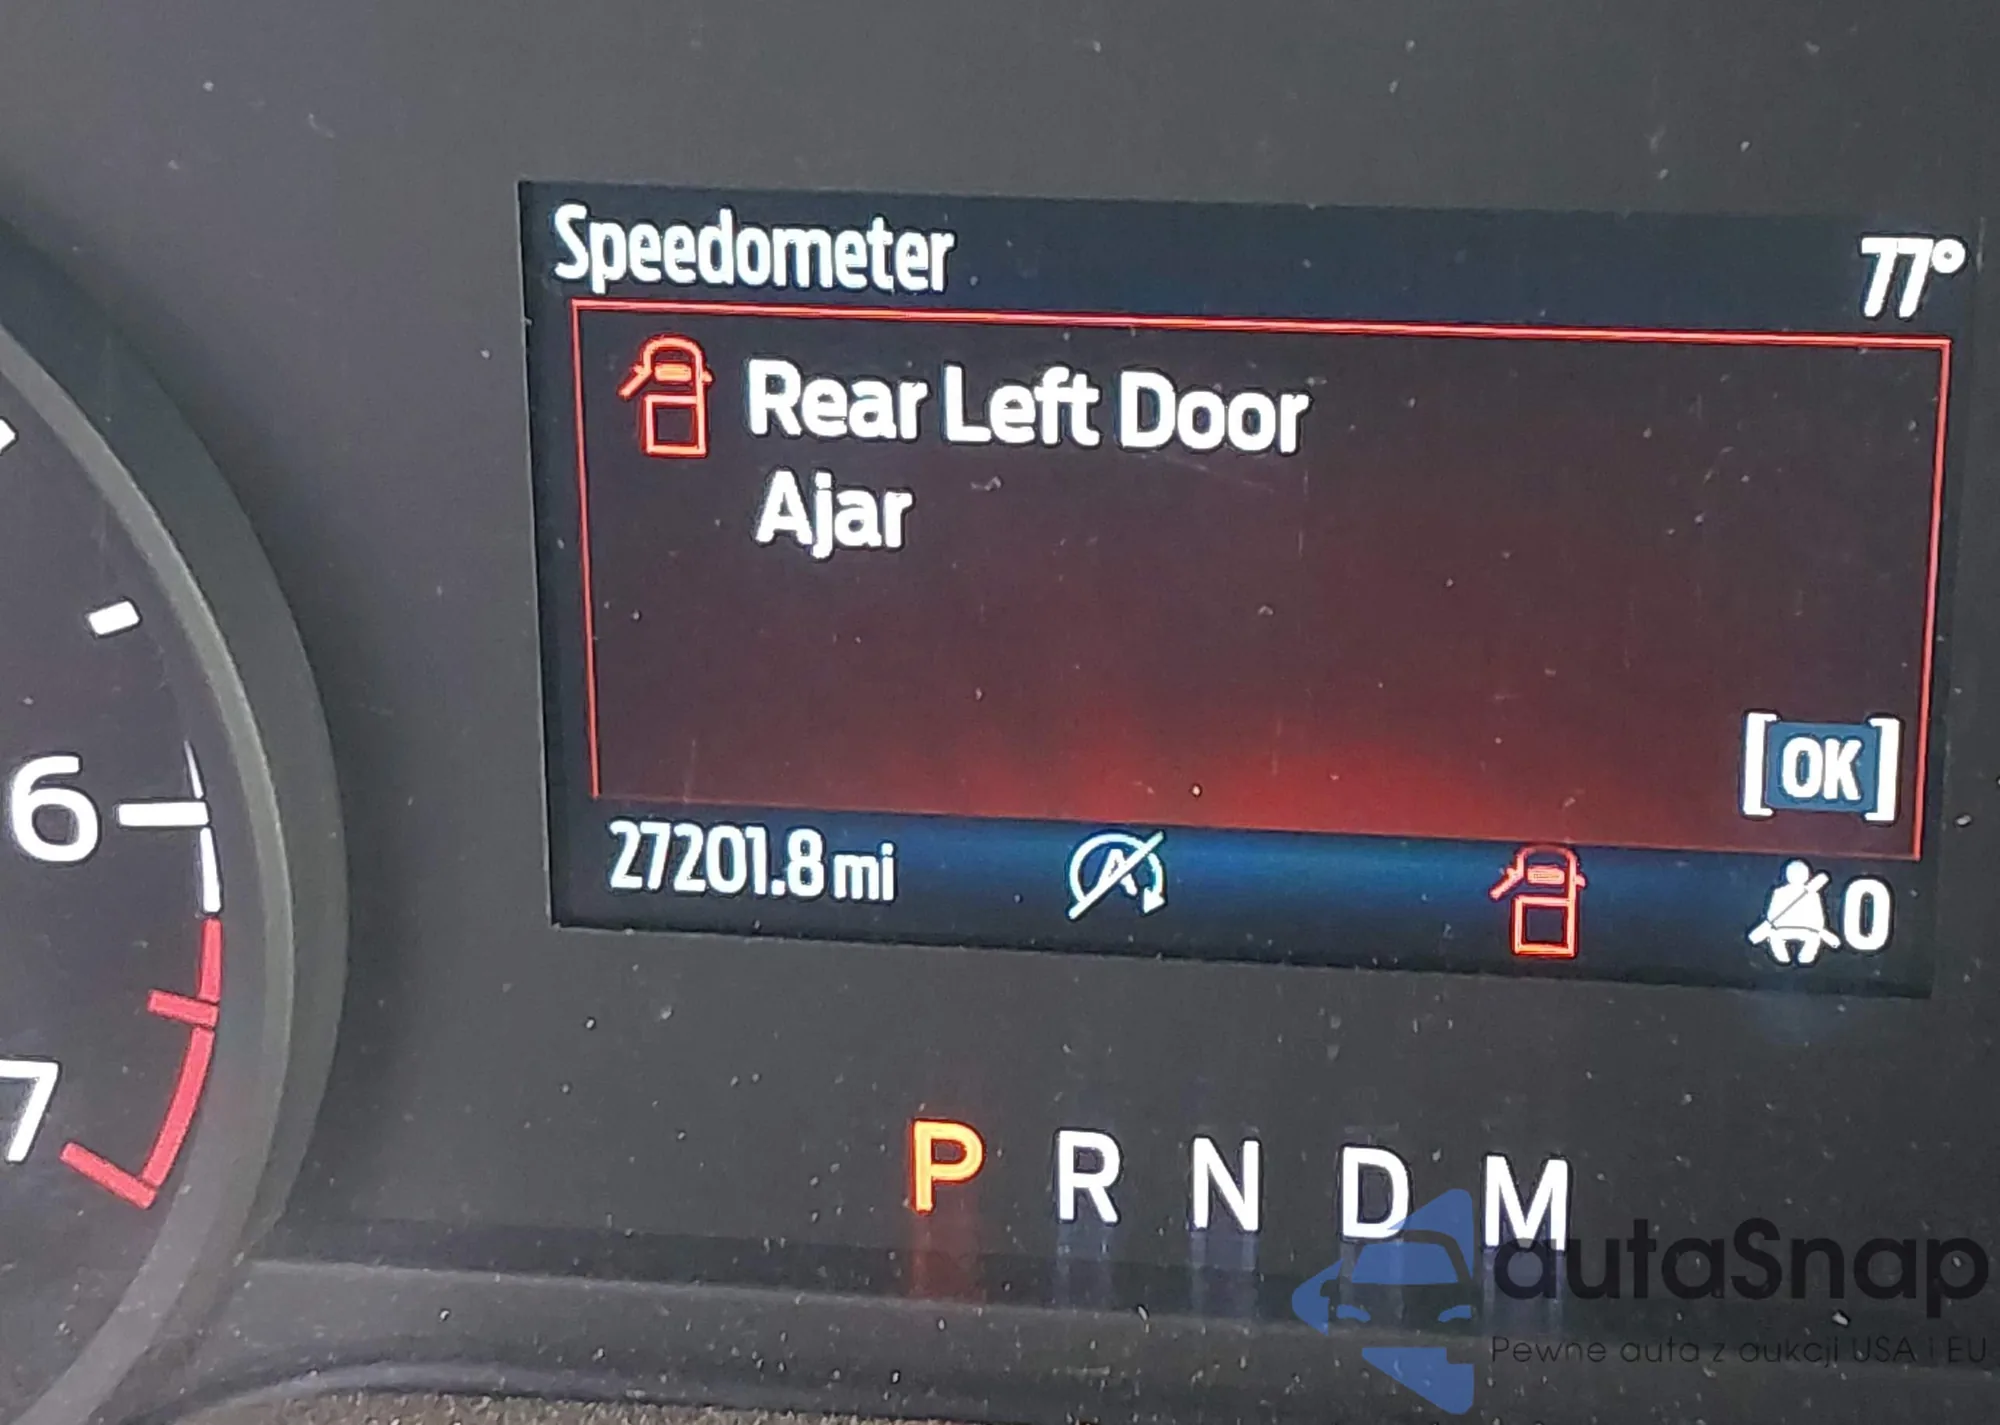 Speedometer 77°
Rear Left Door
Ajar
[OK]
27201.8 mi A 0
6
7
P R N D M
autaSnap
Pewne auta z aukcji USA i EU